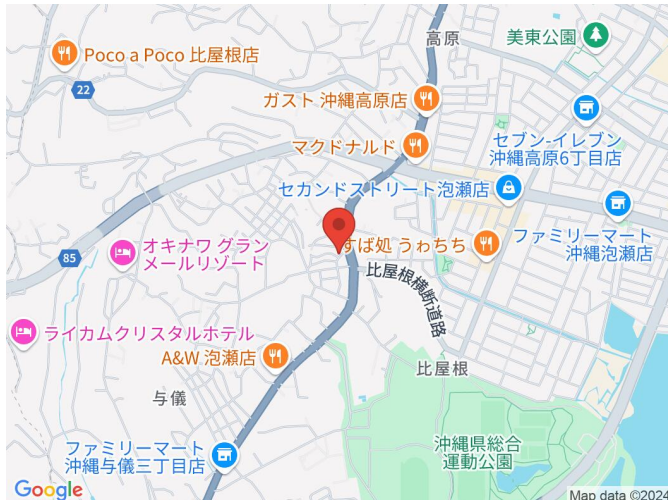 高原
美東公園
Poco a Poco 比屋根店
22
ガスト 沖縄高原店
マクドナルド
セブン-イレブン
沖縄高原6丁目店
セカンドストリート泡瀬店
すば処 うゎちち
ファミリーマート
沖縄泡瀬店
85
オキナワ グラン
メールリゾート
比屋根横断道路
ライカムクリスタルホテル
A&W 泡瀬店
比屋根
与儀
ファミリーマート
沖縄与儀三丁目店
沖縄県総合
運動公園
Google
Map data ©2024